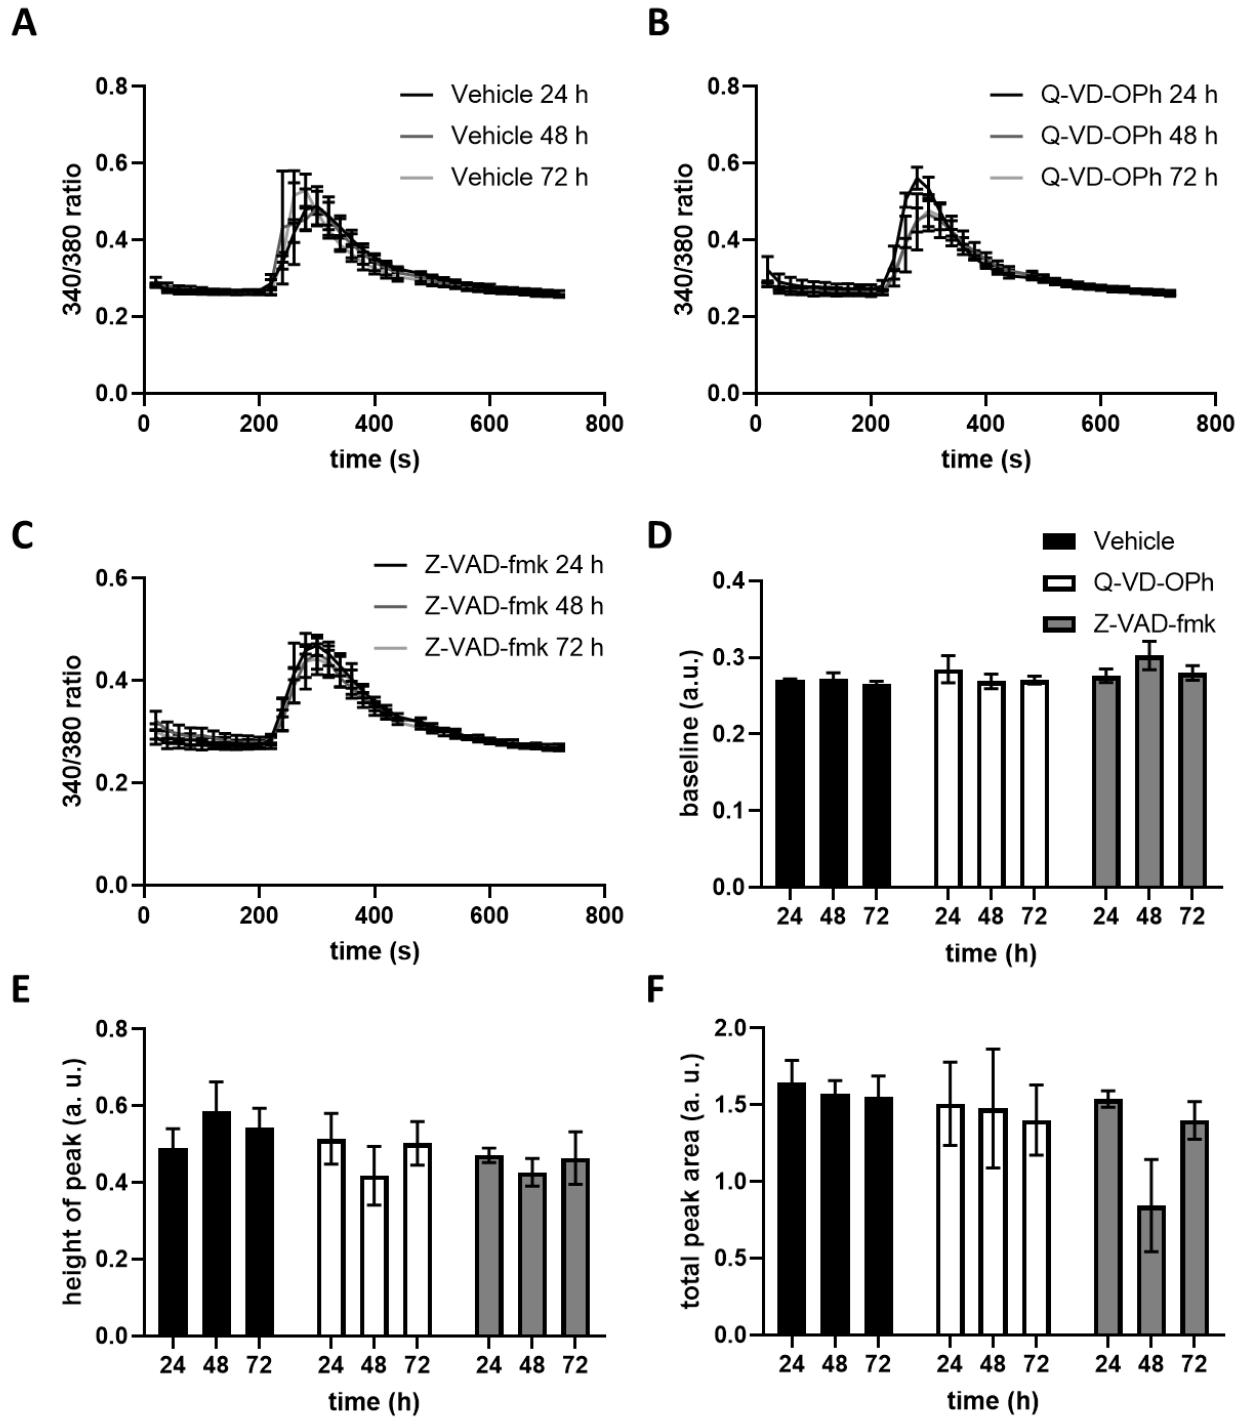 A
0.8
0.6
0.4
0.2
0.0
340/380 ratio
Vehicle 24 h
Vehicle 48 h
Vehicle 72 h
0 200 400 600 800
time (s)
B
0.8
0.6
0.4
0.2
0.0
340/380 ratio
Q-VD-OPh 24 h
Q-VD-OPh 48 h
Q-VD-OPh 72 h
0 200 400 600 800
time (s)
C
0.6
0.4
0.2
0.0
340/380 ratio
Z-VAD-fmk 24 h
Z-VAD-fmk 48 h
Z-VAD-fmk 72 h
0 200 400 600 800
time (s)
D
Vehicle
Q-VD-OPh
Z-VAD-fmk
0.4
0.3
0.2
0.1
0.0
baseline (a.u.)
24 48 72 24 48 72 24 48 72
time (h)
E
0.8
0.6
0.4
0.2
0.0
height of peak (a. u.)
24 48 72 24 48 72 24 48 72
time (h)
F
2.0
1.5
1.0
0.5
0.0
total peak area (a. u.)
24 48 72 24 48 72 24 48 72
time (h)